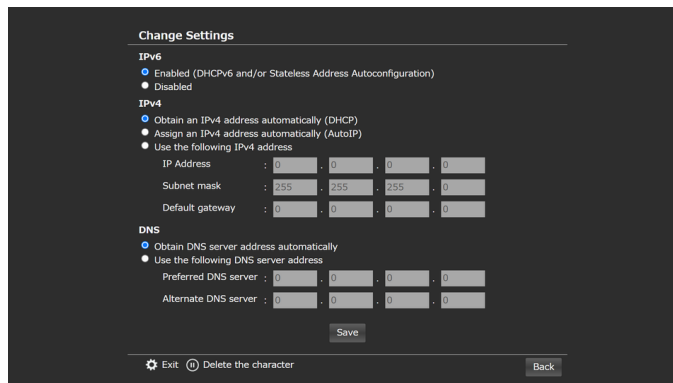 Change Settings
IPv6
Enabled (DHCPv6 and/or Stateless Address Autoconfiguration)
Disabled
IPv4
Obtain an IPv4 address automatically (DHCP)
Assign an IPv4 address automatically (AutoIP)
Use the following IPv4 address
IP Address : 0 . 0 . 0 . 0
Subnet mask : 255 . 255 . 255 . 0
Default gateway : 0 . 0 . 0 . 0
DNS
Obtain DNS server address automatically
Use the following DNS server address
Preferred DNS server : 0 . 0 . 0 . 0
Alternate DNS server : 0 . 0 . 0 . 0
Save
Exit Delete the character Back